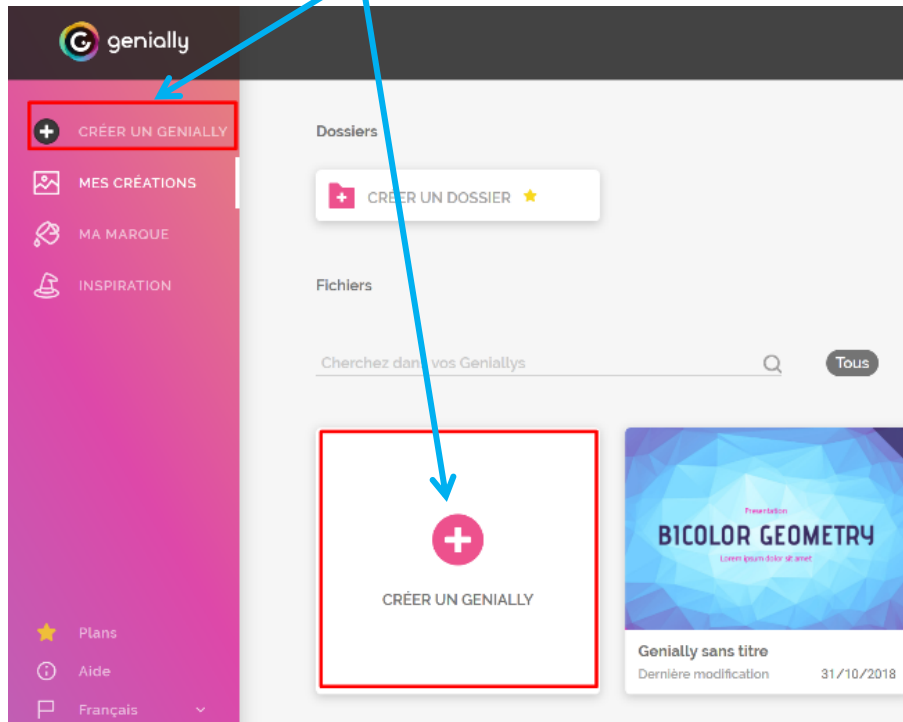 genially
CRÉER UN GENIALLY
MES CRÉATIONS
MA MARQUE
INSPIRATION
Plans
Aide
Français
Dossiers
CRÉER UN DOSSIER
Fichiers
Cherchez dans vos Geniallys
Tous
CRÉER UN GENIALLY
Presentation
BICOLOR GEOMETRY
Lorem ipsum dolor sit amet
Genially sans titre
Dernière modification 31/10/2018